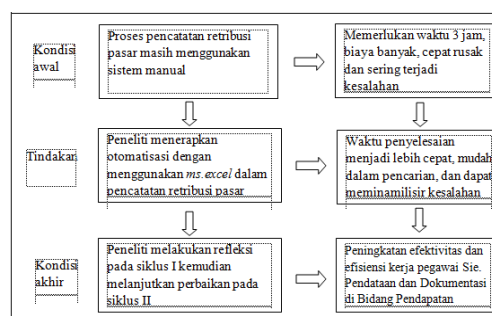 Kondisi
awal
Proses pencatatan retribusi
pasar masih menggunakan
sistem manual
Memerlukan waktu 3 jam,
biaya banyak, cepat rusak
dan sering terjadi
kesalahan
Tindakan
Peneliti menerapkan
otomatisasi dengan
menggunakan ms.excel dalam
pencatatan retribusi pasar
Waktu penyelesaian
menjadi lebih cepat, mudah
dalam pencarian, dan dapat
meminamilisir kesalahan
Kondisi
akhir
Peneliti melakukan refleksi
pada siklus I kemudian
melanjutkan perbaikan pada
siklus II
Peningkatan efektivitas dan
efisiensi kerja pegawai Sie.
Pendataan dan Dokumentasi
di Bidang Pendapatan